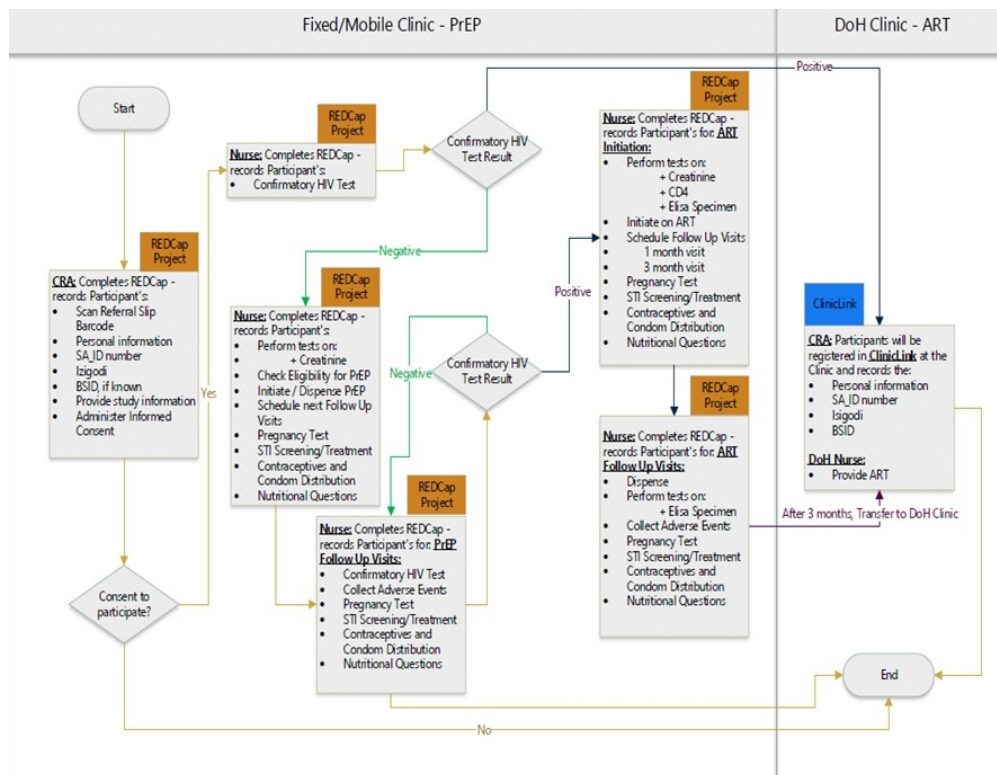 Fixed/Mobile Clinic - PrEP
DoH Clinic - ART
Start
REDCap
Project
CRA: Completes REDCap -
records Participant's:
• Scan Referral Slip
Barcode
• Personal information
• SA_ID number
• Izigodi
• BSID, if known
• Provide study information
• Administer Informed
Consent
Consent to
participate?
Yes
No
REDCap
Project
Nurse: Completes REDCap -
records Participant's:
• Confirmatory HIV Test
Confirmatory HIV
Test Result
Positive
Negative
REDCap
Project
Nurse: Completes REDCap -
records Participant's:
• Perform tests on:
+ Creatinine
• Check Eligibility for PrEP
• Initiate / Dispense PrEP
• Schedule next Follow Up
Visits
• Pregnancy Test
• STI Screening/Treatment
• Contraceptives and
Condom Distribution
• Nutritional Questions
REDCap
Project
Nurse: Completes REDCap -
records Participant's for: PrEP
Follow Up Visits:
• Confirmatory HIV Test
• Collect Adverse Events
• Pregnancy Test
• STI Screening/Treatment
• Contraceptives and
Condom Distribution
• Nutritional Questions
Confirmatory HIV
Test Result
Negative
Positive
REDCap
Project
Nurse: Completes REDCap -
records Participant's for: ART
Initiation:
• Perform tests on:
+ Creatinine
+ CD4
+ Elisa Specimen
• Initiate on ART
• Schedule Follow Up Visits
• 1 month visit
• 3 month visit
• Pregnancy Test
• STI Screening/Treatment
• Contraceptives and
Condom Distribution
• Nutritional Questions
REDCap
Project
Nurse: Completes REDCap -
records Participant's for: ART
Follow Up Visits:
• Dispense
• Perform tests on:
+ Elisa Specimen
• Collect Adverse Events
• Pregnancy Test
• STI Screening/Treatment
• Contraceptives and
Condom Distribution
• Nutritional Questions
After 3 months, Transfer to DoH Clinic
ClinicLink
CRA: Participants will be
registered in ClinicLink at the
Clinic and records the:
• Personal information
• SA_ID number
• Isigodi
• BSID
DoH Nurse:
• Provide ART
End